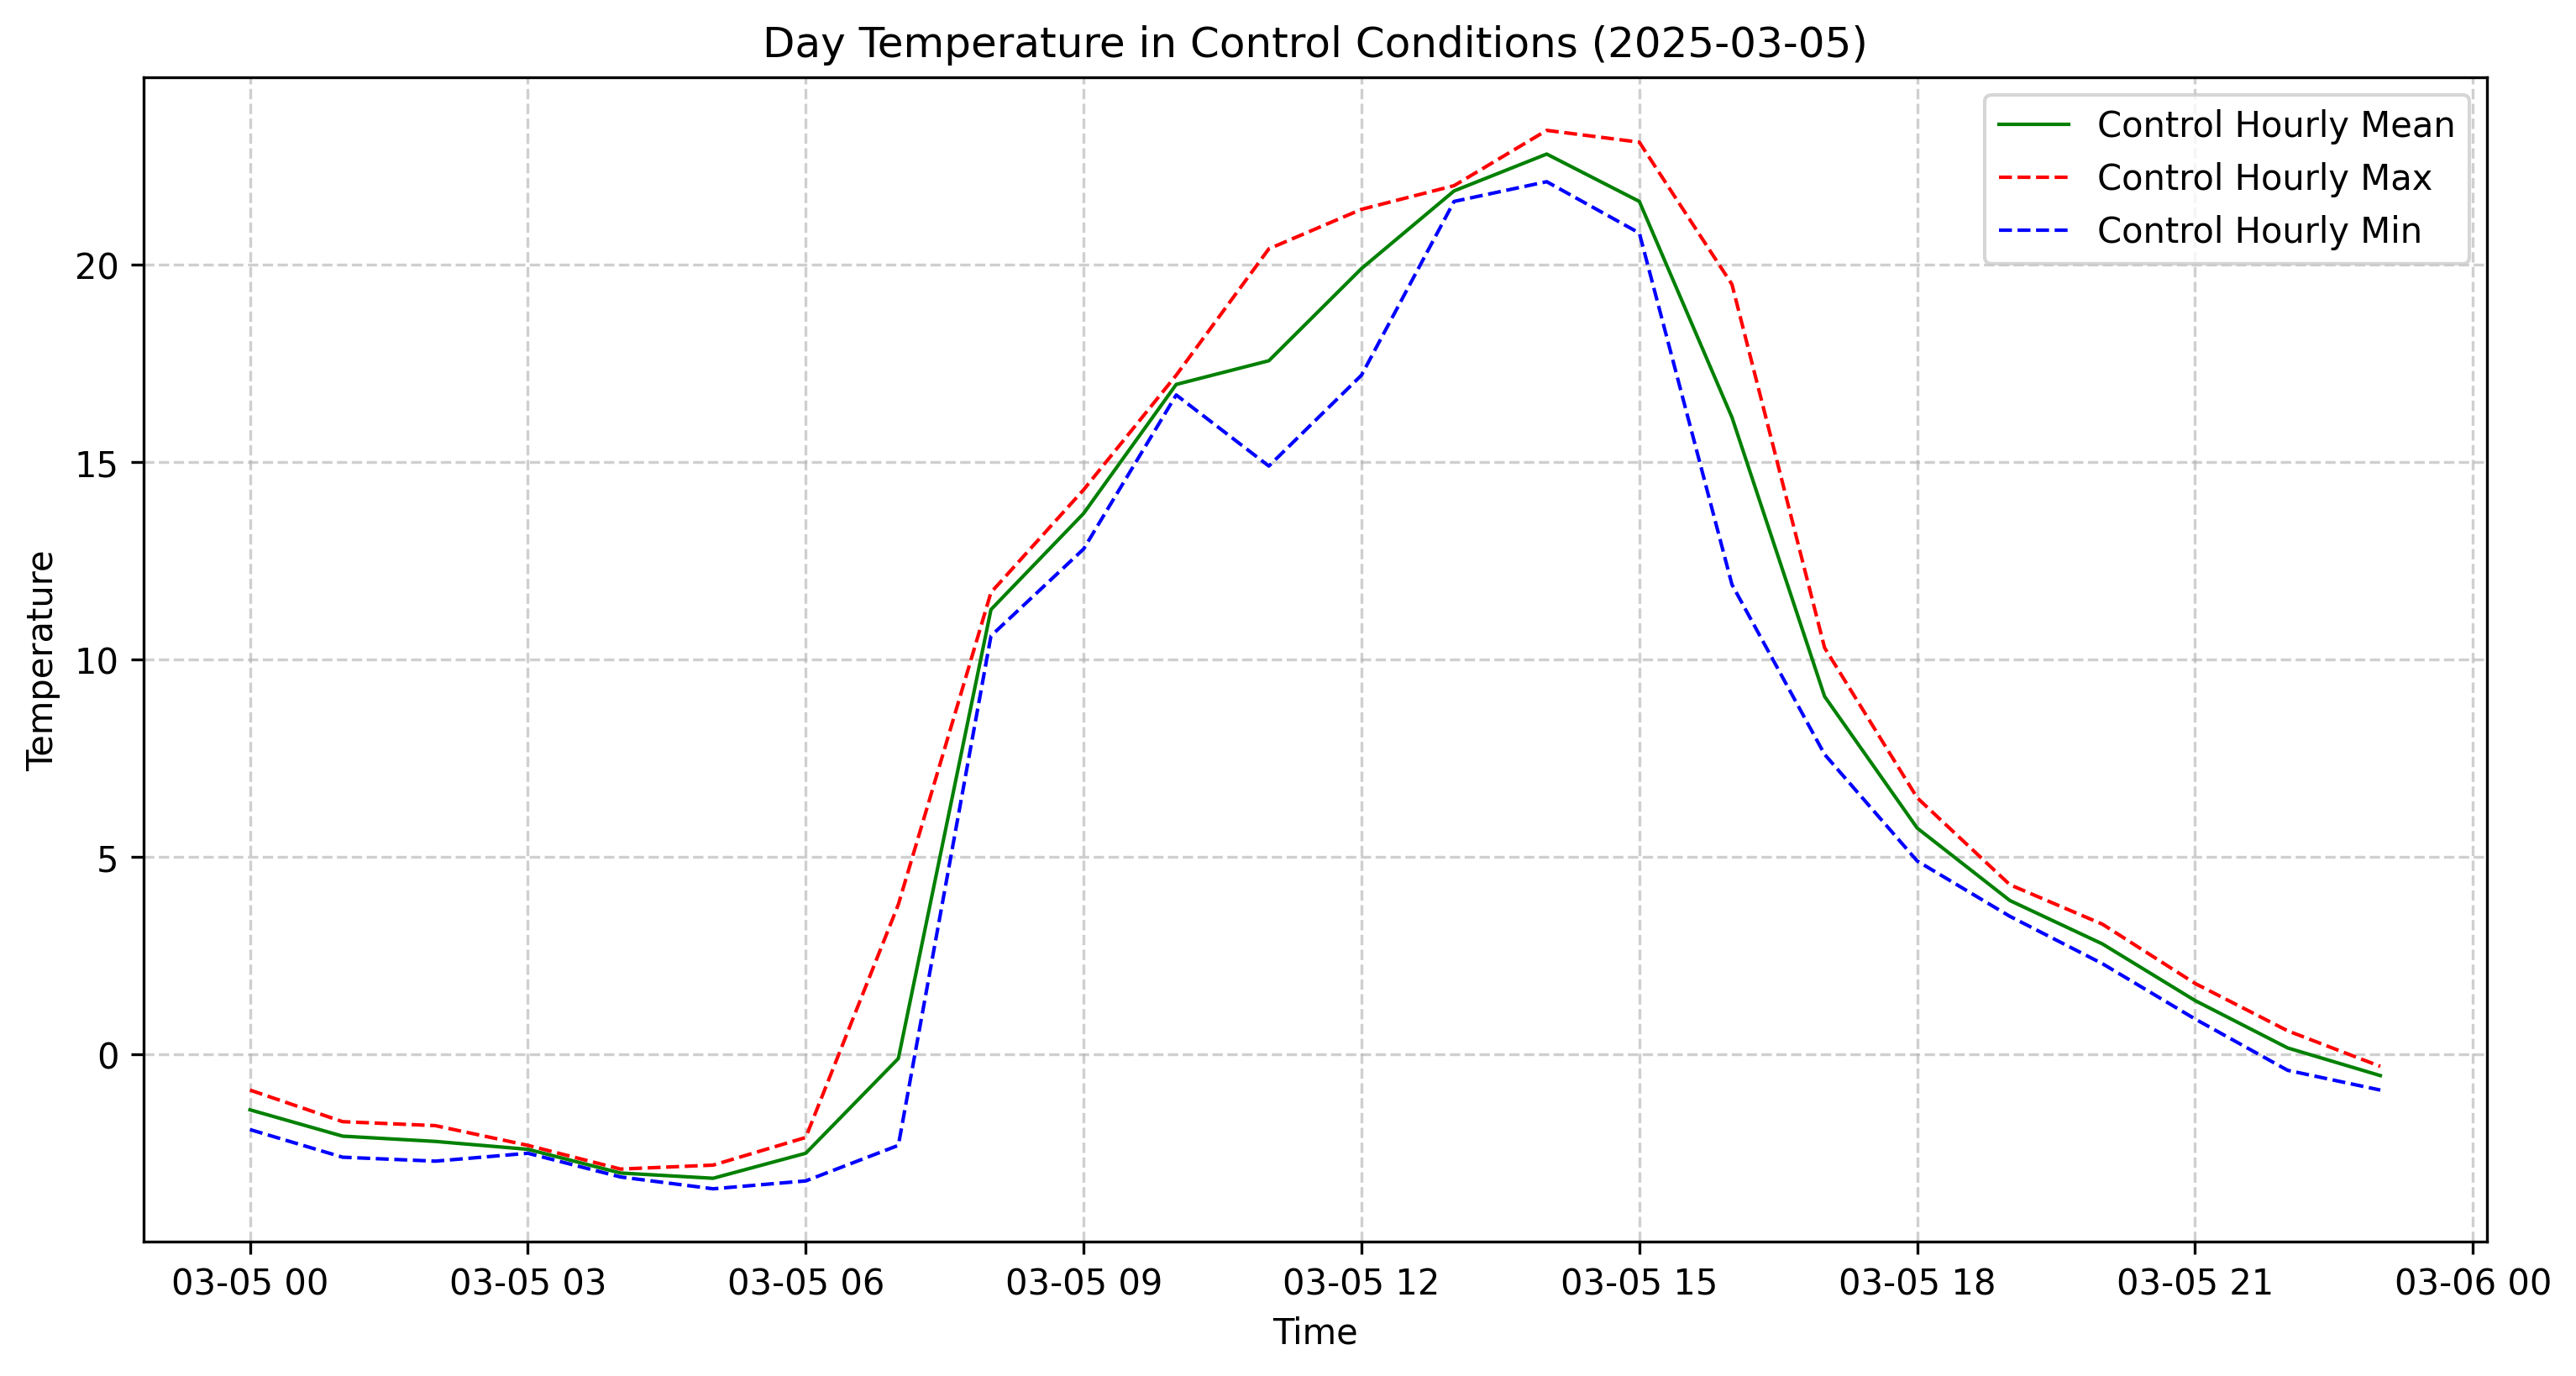 Day Temperature in Control Conditions (2025-03-05)
Control Hourly Mean
Control Hourly Max
Control Hourly Min
Temperature
20
15
10
5
0
03-05 00 03-05 03 03-05 06 03-05 09 03-05 12 03-05 15 03-05 18 03-05 21 03-06 00
Time